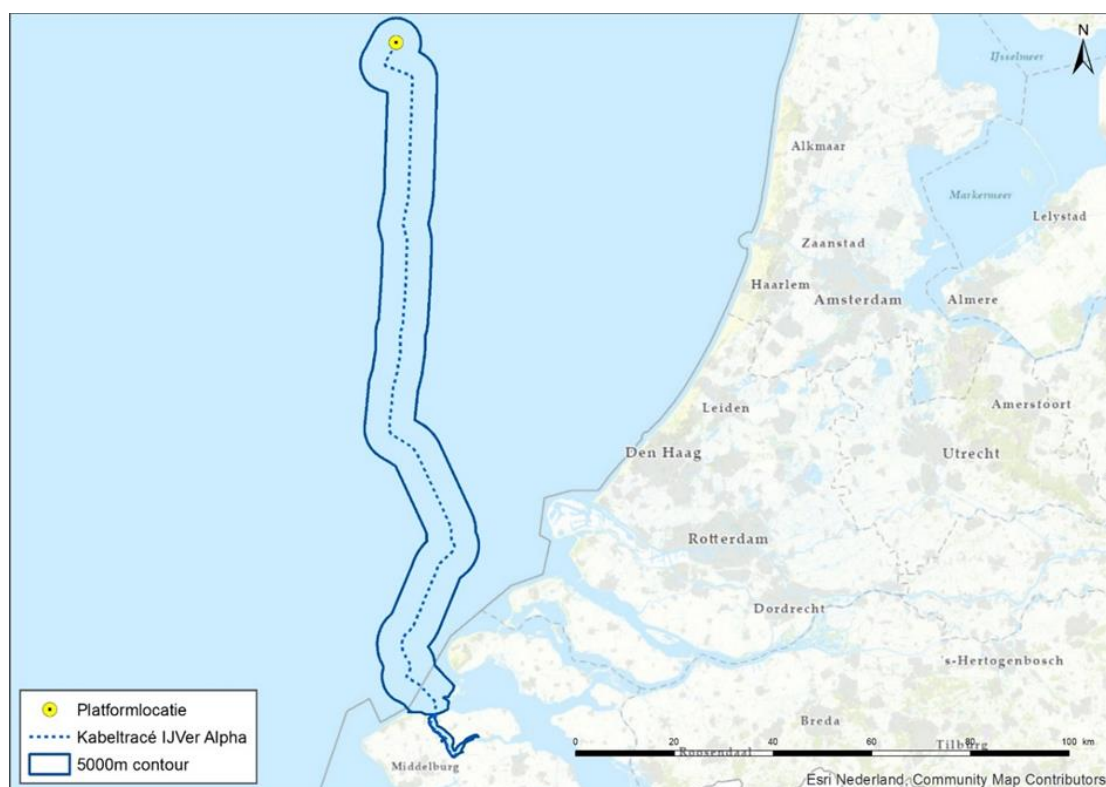 N
IJsselmeer
Alkmaar
Markermeer
Lelystad
Zaanstad
Haarlem
Amsterdam
Almere
Leiden
Amersfoort
Den Haag
Utrecht
Rotterdam
Dordrecht
's-Hertogenbosch
Breda
Roosendaal
Tilburg
Middelburg
0 20 40 60 80 100 km
Platformlocatie
Kabeltracé IJVer Alpha
5000m contour
Esri Nederland, Community Map Contributors